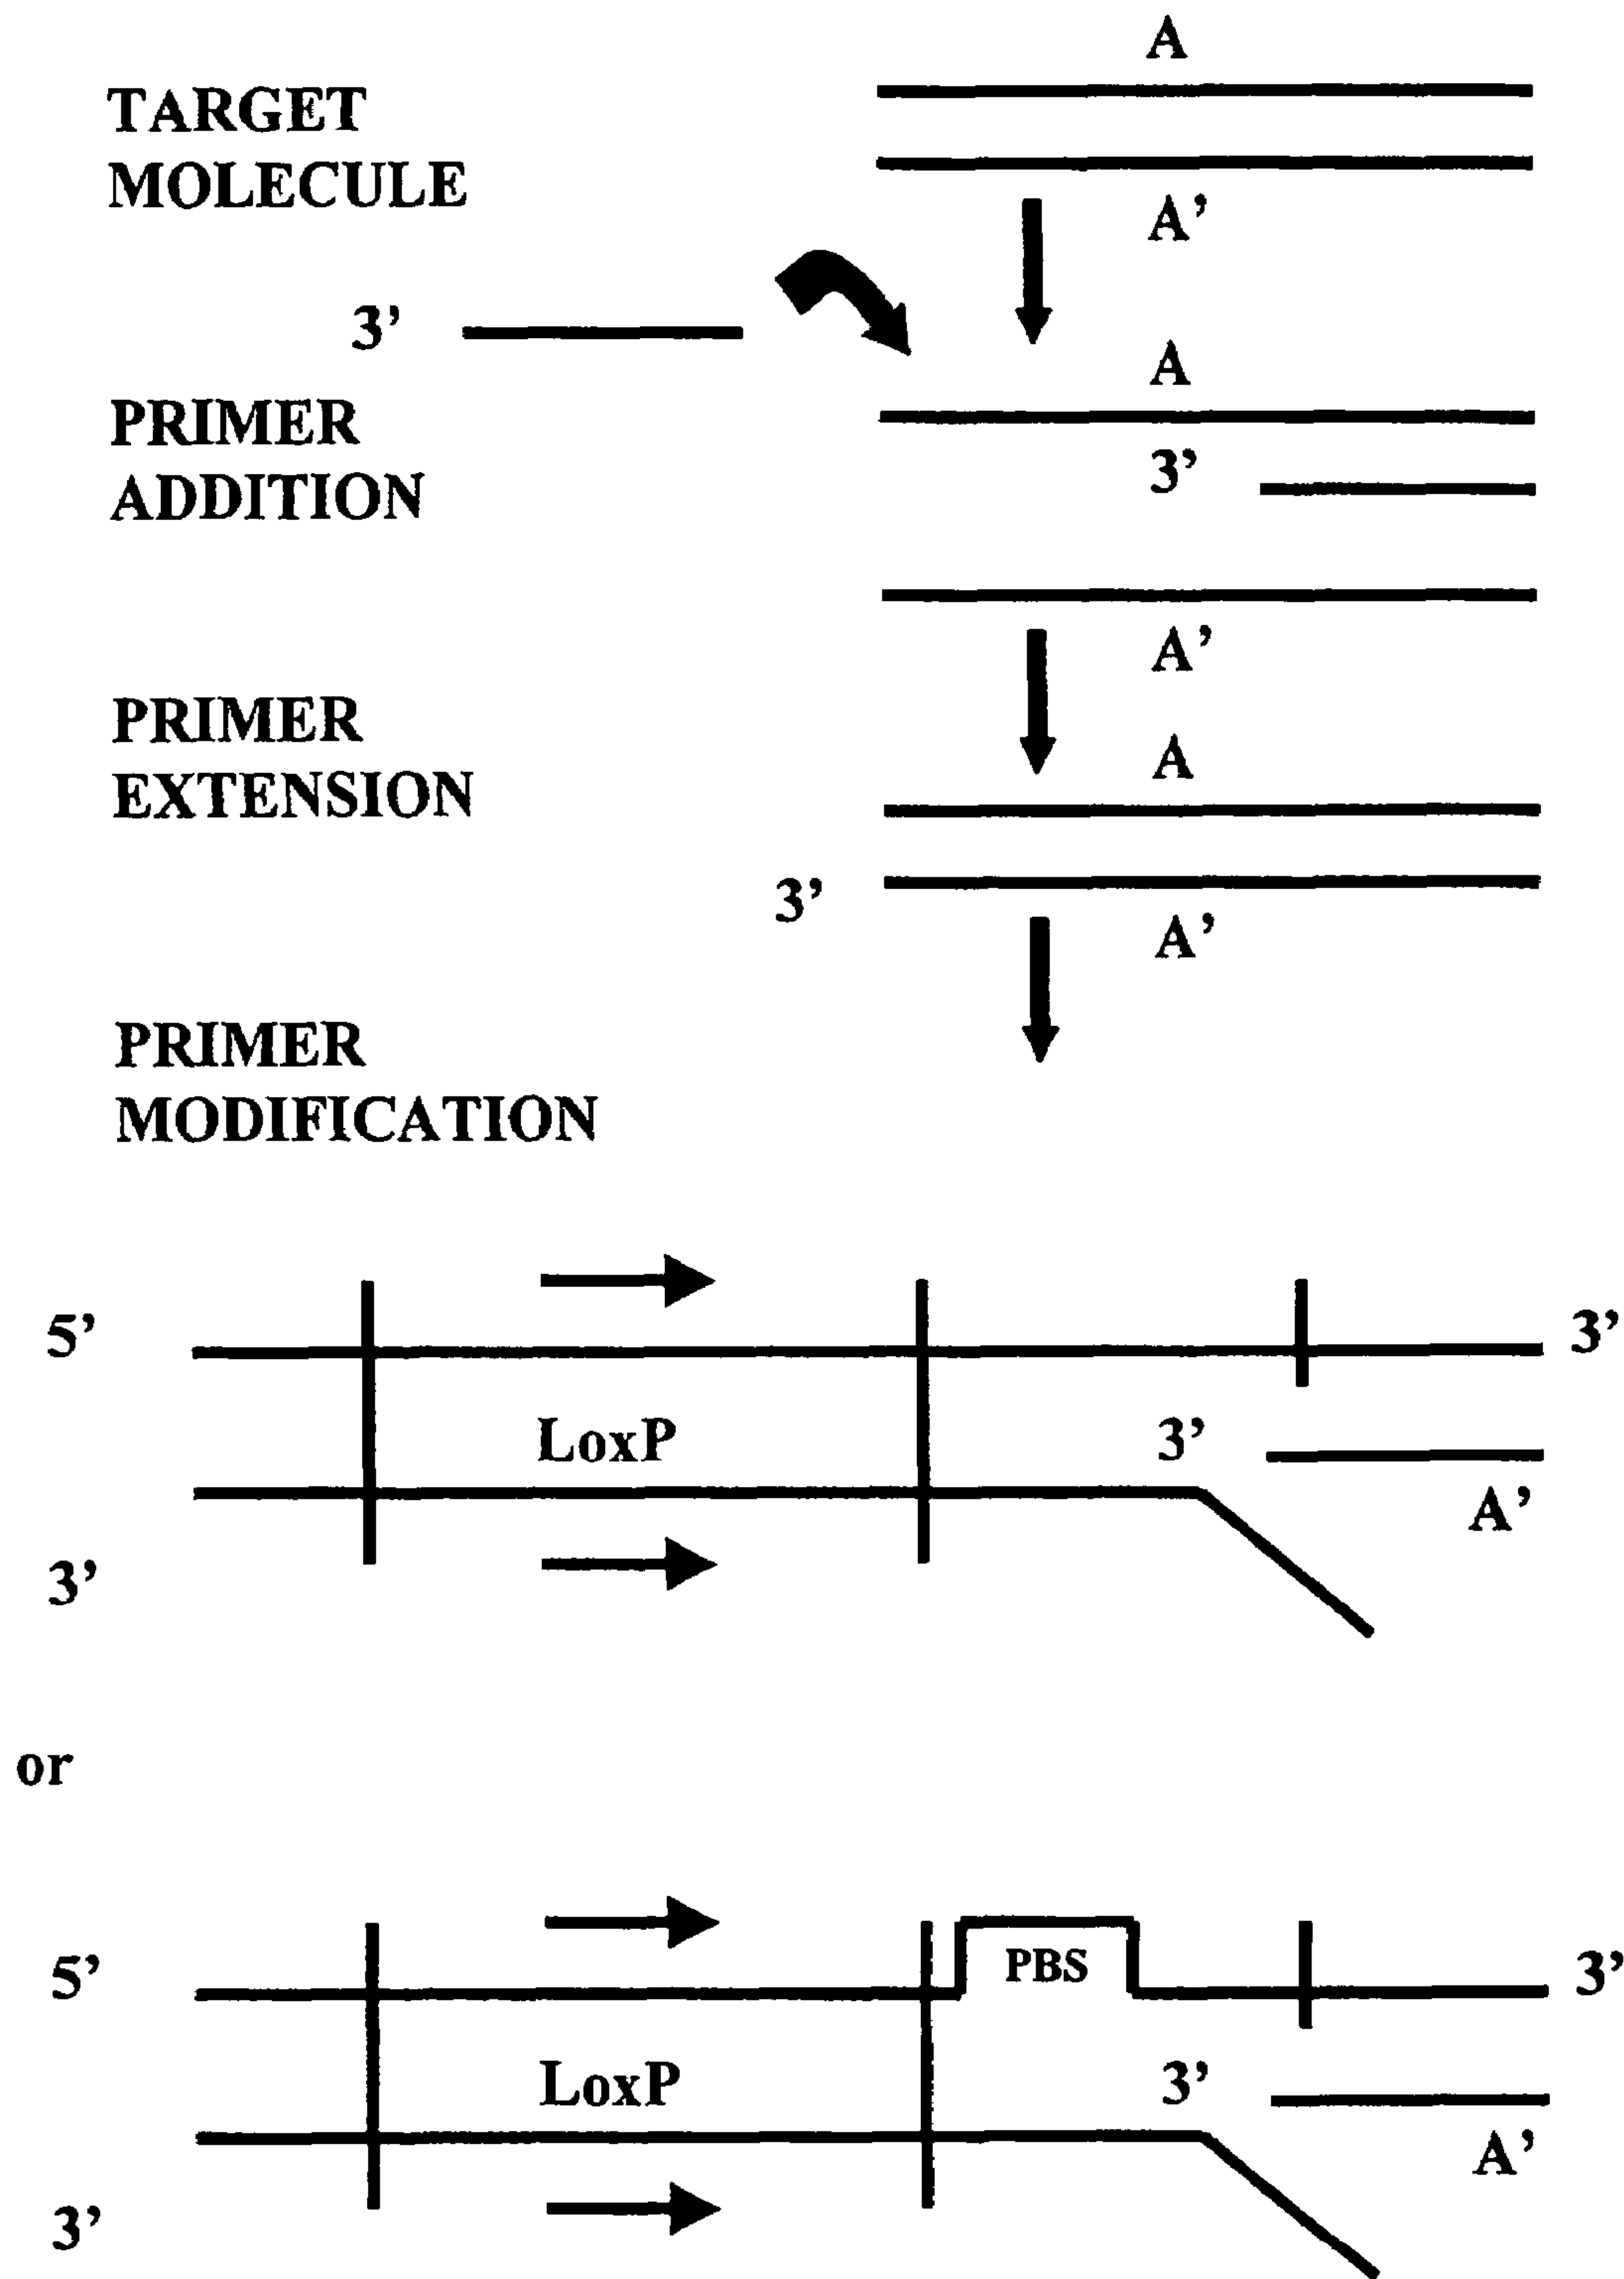 A
TARGET
MOLECULE
A’
3’
A
PRIMER
ADDITION
3’
A’
PRIMER
EXTENSION
A
3’
A’
PRIMER
MODIFICATION
5’ 3’
LoxP 3’
A’
3’
or
5’ PBS 3’
LoxP 3’
A’
3’